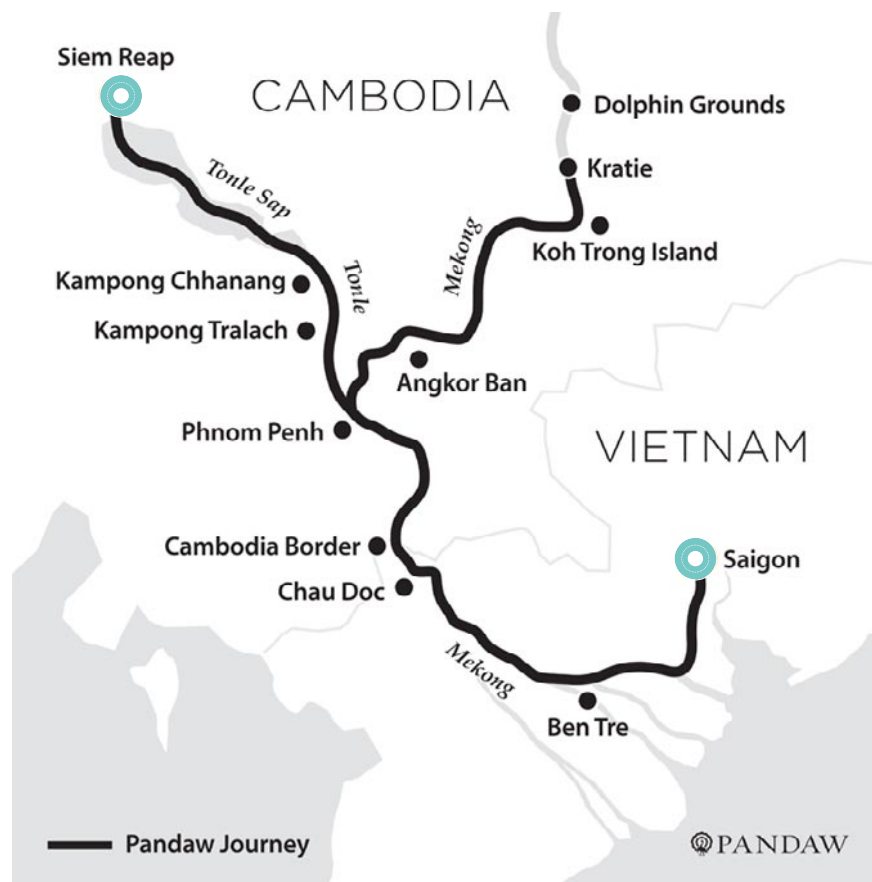 Siem Reap
CAMBODIA
Dolphin Grounds
Kratie
Tonle Sap
Mekong
Koh Trong Island
Kampong Chhanang
Tonle
Kampong Tralach
Angkor Ban
Phnom Penh
VIETNAM
Cambodia Border
Saigon
Chau Doc
Mekong
Ben Tre
Pandaw Journey
PANDAW